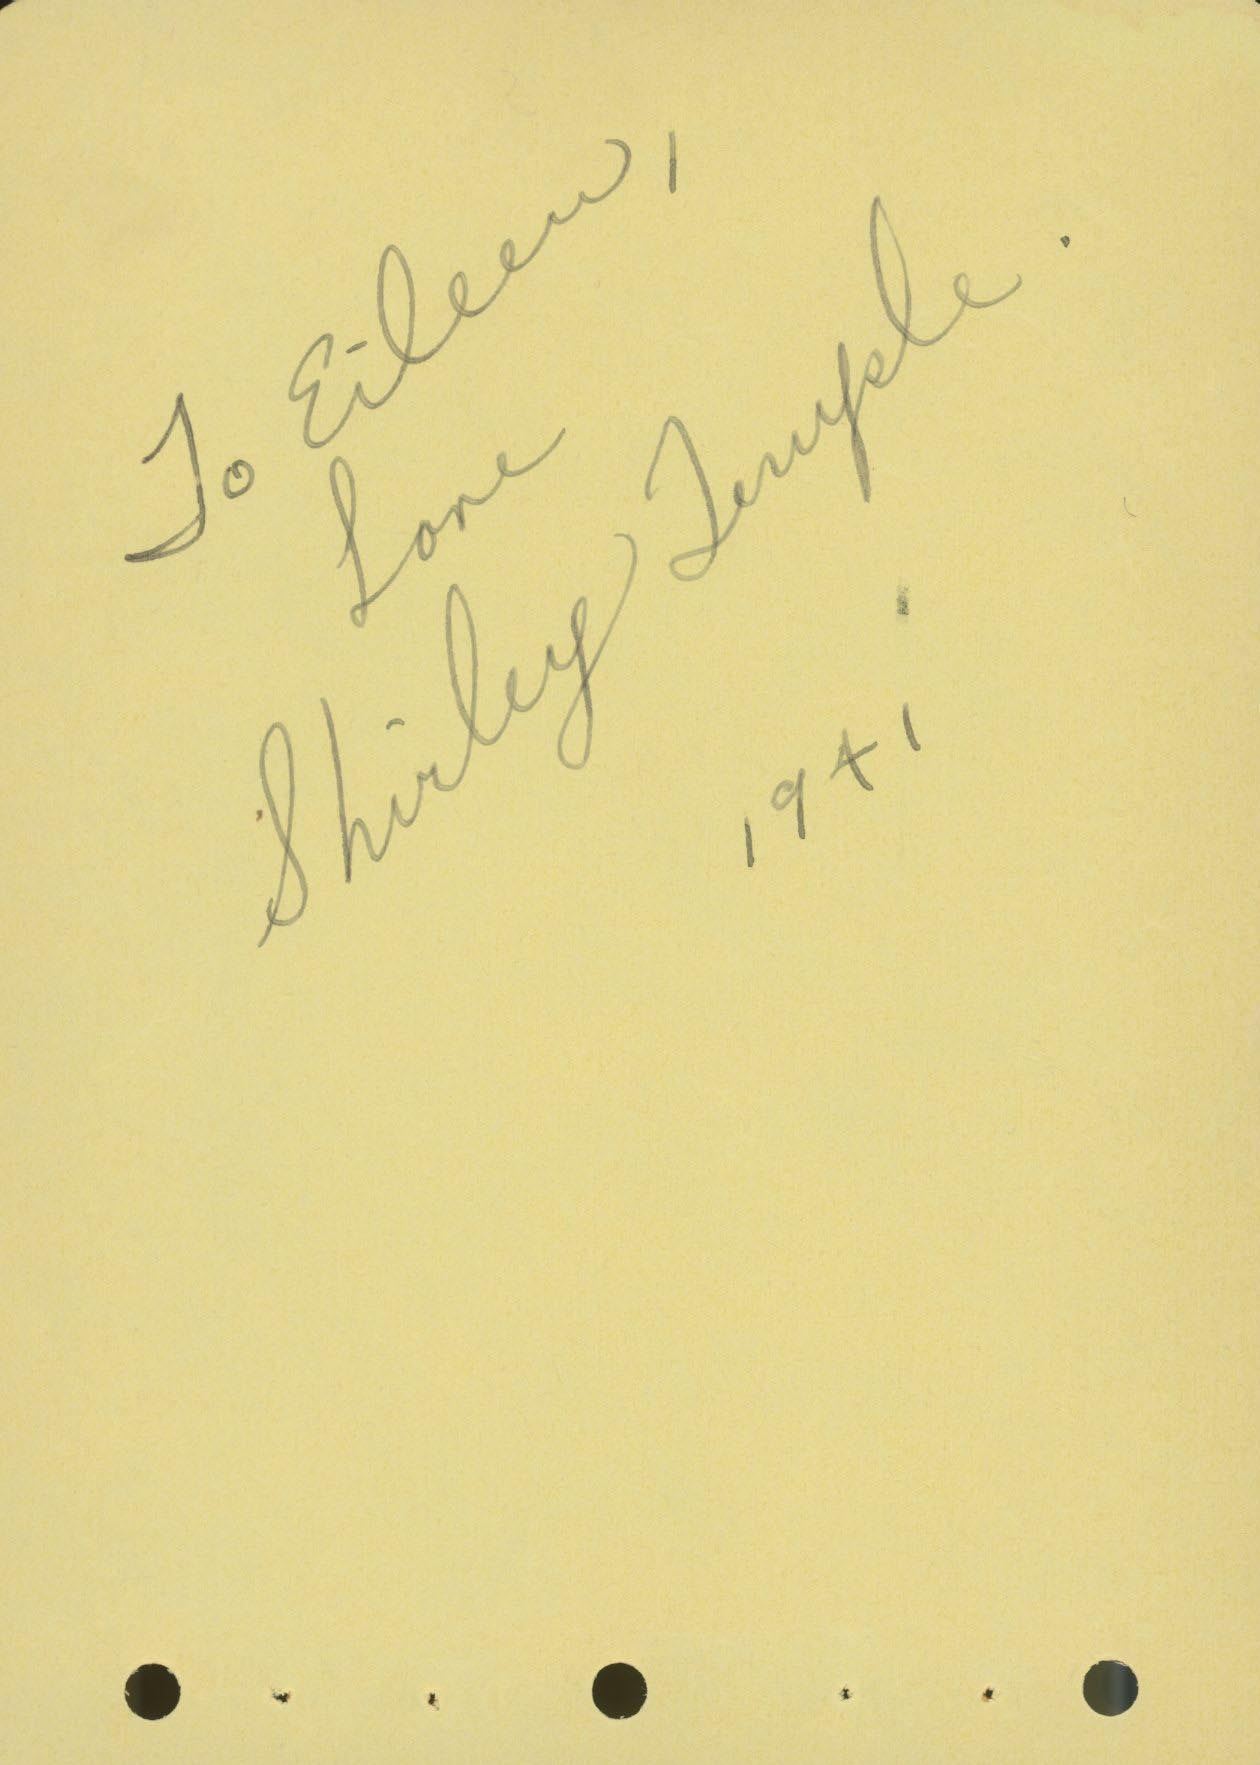 To Eileen,
Love
Shirley Temple.
1941